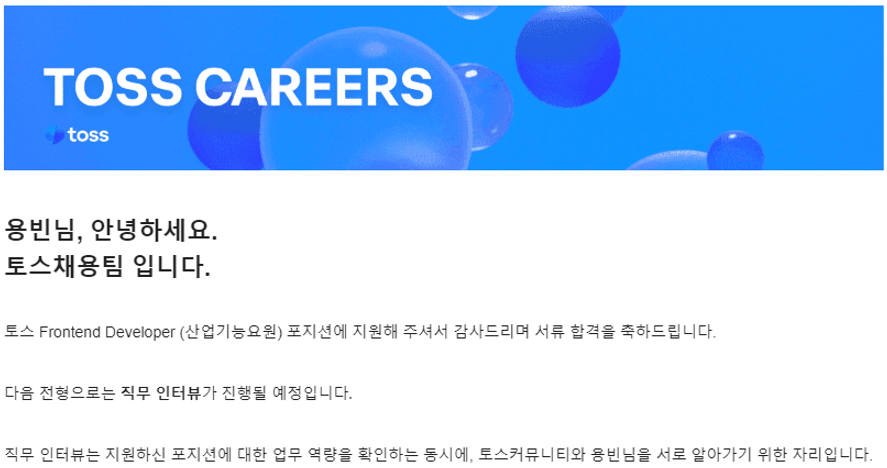 TOSS CAREERS
toss
용빈님, 안녕하세요.
토스채용팀 입니다.
토스 Frontend Developer (산업기능요원) 포지션에 지원해 주셔서 감사드리며 서류 합격을 축하드립니다.
다음 전형으로는 직무 인터뷰가 진행될 예정입니다.
직무 인터뷰는 지원하신 포지션에 대한 업무 역량을 확인하는 동시에, 토스커뮤니티와 용빈님을 서로 알아가기 위한 자리입니다.